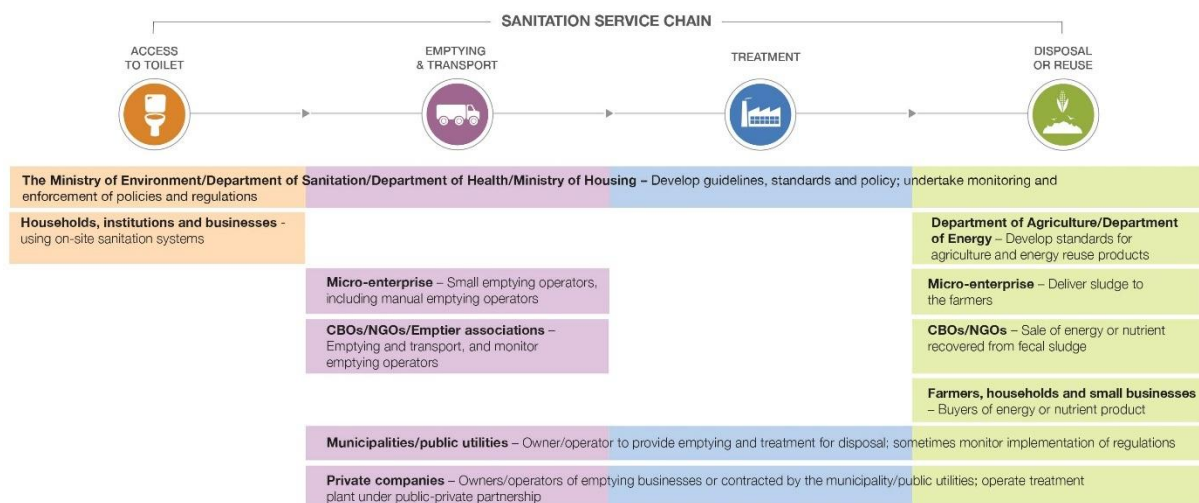 SANITATION SERVICE CHAIN
ACCESS
TO TOILET
EMPTYING
& TRANSPORT
TREATMENT
DISPOSAL
OR REUSE
The Ministry of Environment/Department of Sanitation/Department of Health/Ministry of Housing – Develop guidelines, standards and policy; undertake monitoring and
enforcement of policies and regulations
Households, institutions and businesses -
using on-site sanitation systems
Department of Agriculture/Department
of Energy – Develop standards for
agriculture and energy reuse products
Micro-enterprise – Small emptying operators,
including manual emptying operators
Micro-enterprise – Deliver sludge to
the farmers
CBOs/NGOs/Emptier associations –
Emptying and transport, and monitor
emptying operators
CBOs/NGOs – Sale of energy or nutrient
recovered from fecal sludge
Farmers, households and small businesses
– Buyers of energy or nutrient product
Municipalities/public utilities – Owner/operator to provide emptying and treatment for disposal; sometimes monitor implementation of regulations
Private companies – Owners/operators of emptying businesses or contracted by the municipality/public utilities; operate treatment
plant under public-private partnership